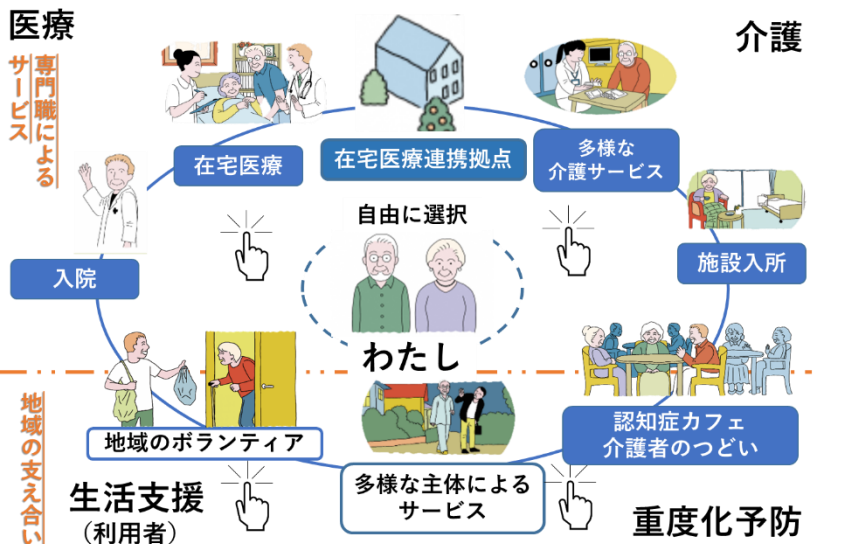 医療
介護
専門職による
サービス
在宅医療
在宅医療連携拠点
多様な
介護サービス
自由に選択
入院
施設入所
わたし
地域の支え合い
地域のボランティア
認知症カフェ
介護者のつどい
多様な主体による
サービス
生活支援
（利用者）
重度化予防